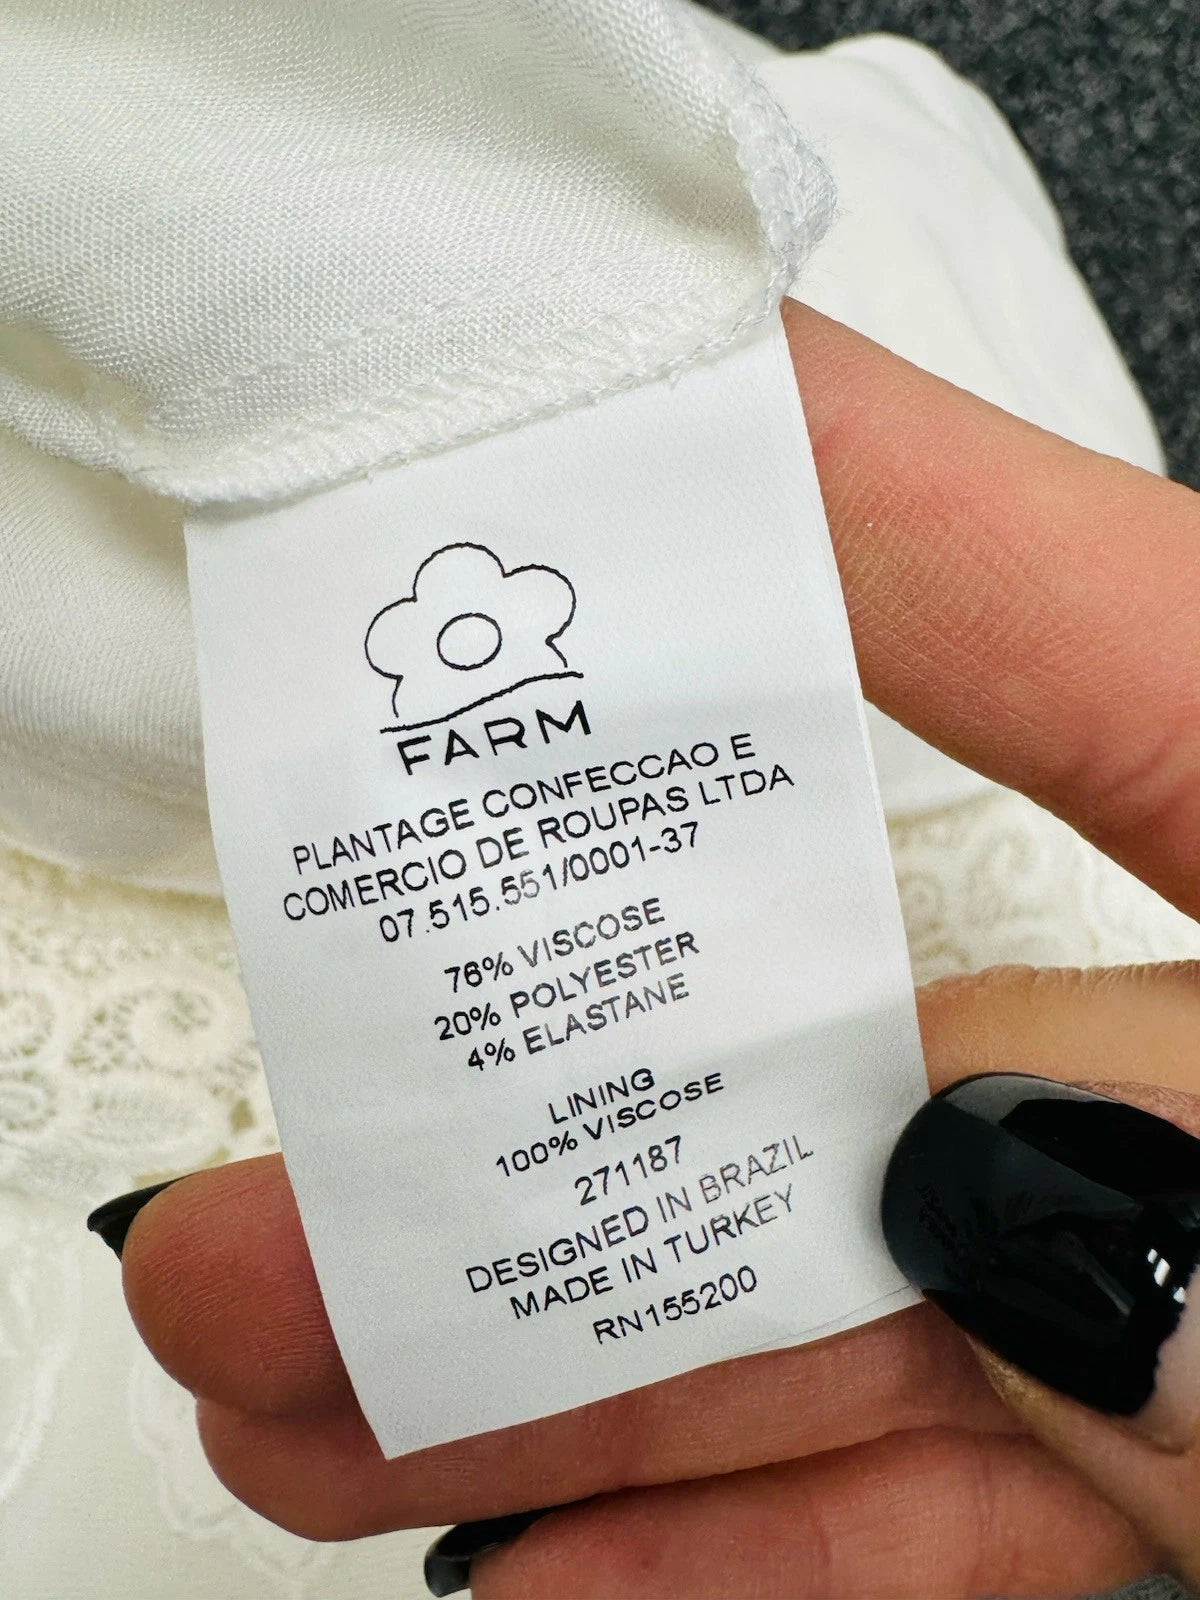 FARM
PLANTAGE CONFECCAO E
COMERCIO DE ROUPAS LTDA
07.515.551/0001-37
76% VISCOSE
20% POLYESTER
4% ELASTANE
LINING
100% VISCOSE
271187
DESIGNED IN BRAZIL
MADE IN TURKEY
RN155200